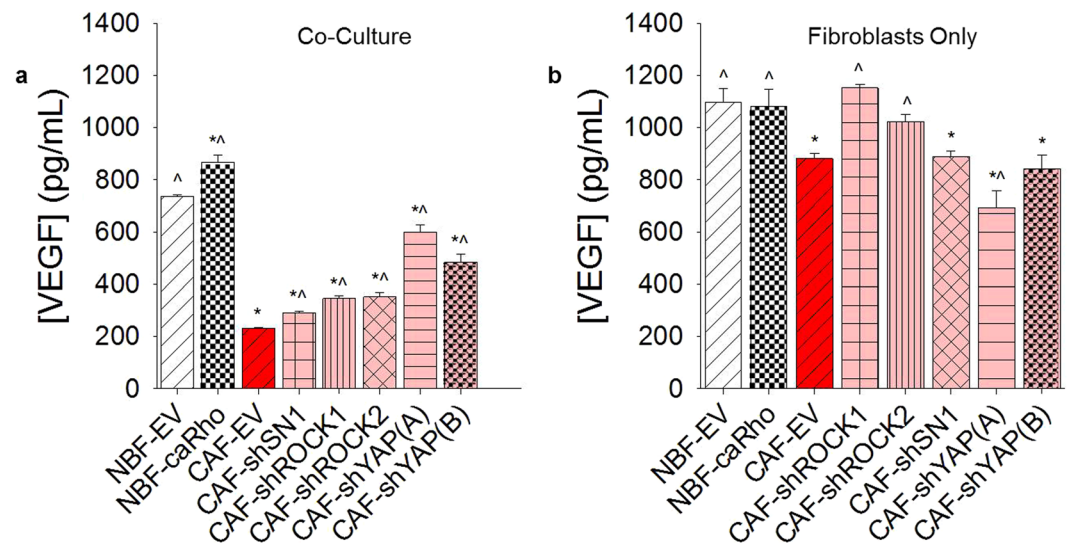 a
Co-Culture
[VEGF] (pg/mL)
1400
1200
1000
800
600
400
200
0
^
*^
*
*^
*^
*^
*^
*^
NBF-EV
NBF-caRho
CAF-EV
CAF-shSN1
CAF-shROCK1
CAF-shROCK2
CAF-shYAP(A)
CAF-shYAP(B)
b
Fibroblasts Only
[VEGF] (pg/mL)
1400
1200
1000
800
600
400
200
0
^
^
*
^
^
*
*^
*
NBF-EV
NBF-caRho
CAF-EV
CAF-shROCK1
CAF-shROCK2
CAF-shSN1
CAF-shYAP(A)
CAF-shYAP(B)